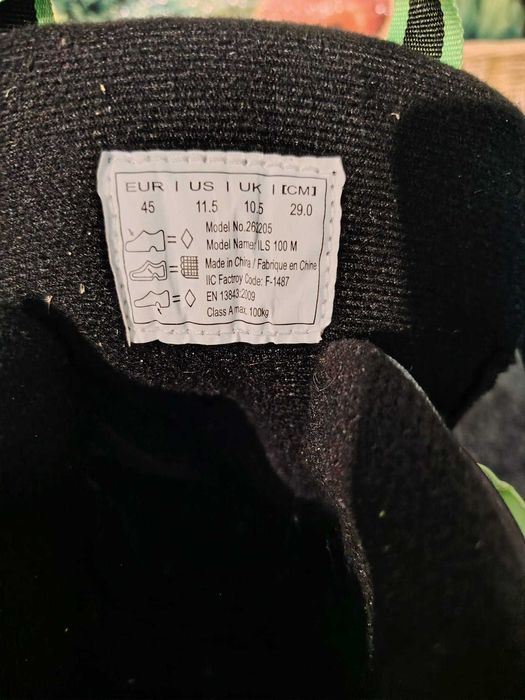 EUR | US | UK | [CM]
45 11.5 10.5 29.0
Model No.262205
Model Name: ILS 100 M
Made in China / Fabrique en Chine
IIC Factroy Code: F-1487
EN 13843:2009
Class A max. 100kg